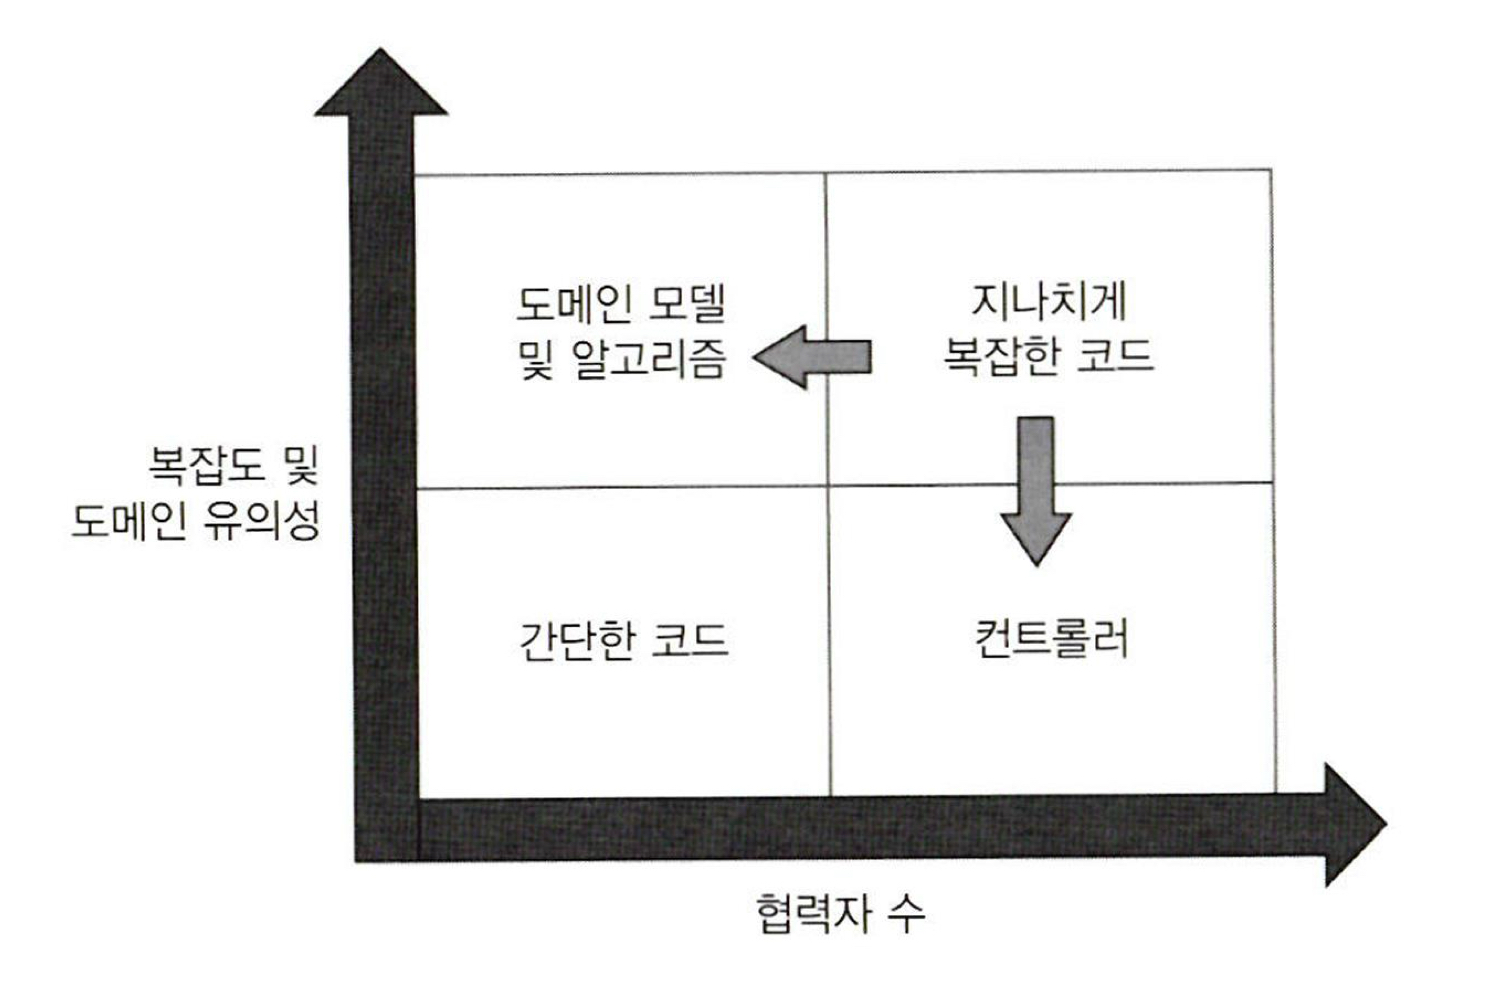 도메인 모델
및 알고리즘
지나치게
복잡한 코드
복잡도 및
도메인 유의성
간단한 코드
컨트롤러
협력자 수